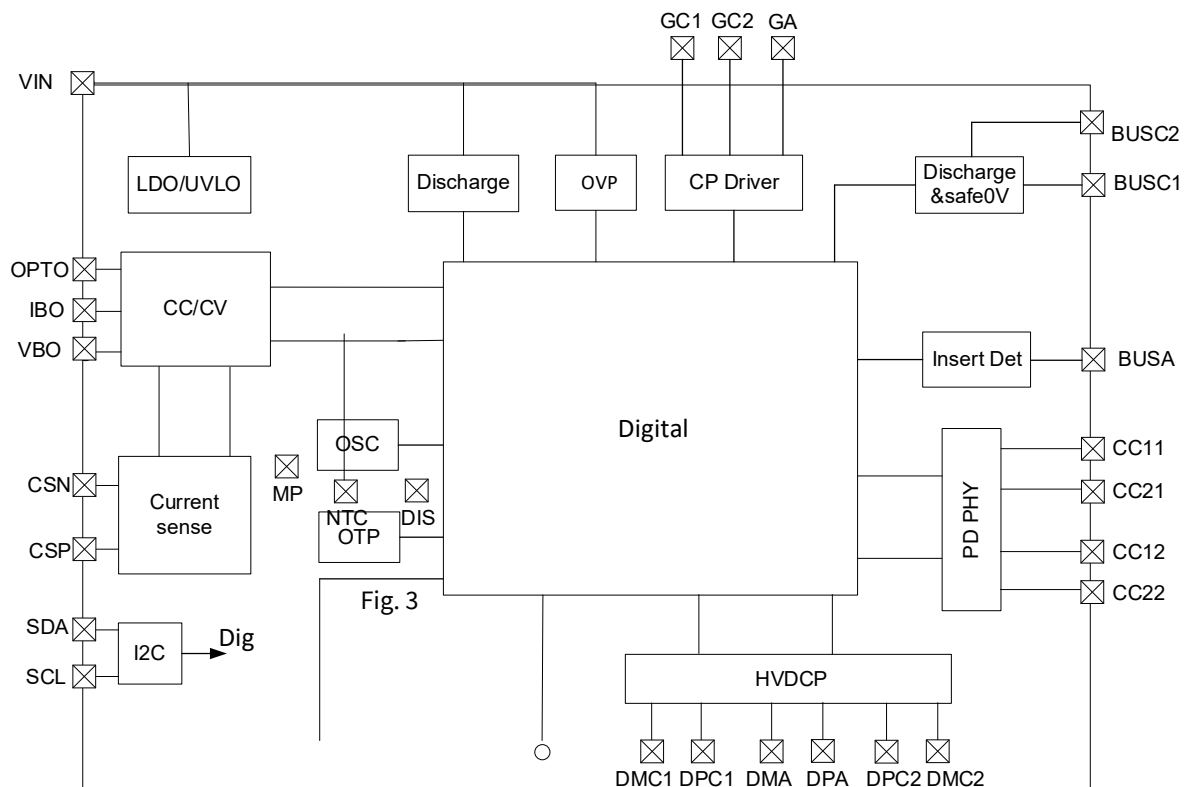 GC1 GC2 GA
VIN
BUSC2
LDO/UVLO
Discharge
OVP
CP Driver
Discharge
&safe0V
BUSC1
OPTO
IBO
VBO
CC/CV
Insert Det
BUSA
Digital
OSC
MP
NTC
DIS
OTP
CSN
CSP
Current
sense
PD PHY
CC11
CC21
CC12
CC22
Fig. 3
SDA
SCL
I2C
Dig
HVDCP
DMC1 DPC1 DMA DPA DPC2 DMC2